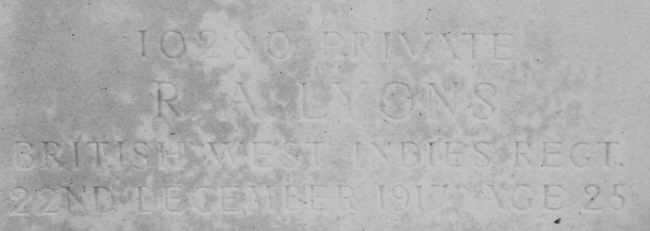 10280 PRIVATE
R. A. LYONS
BRITISH WEST INDIES REGT.
22ND DECEMBER 1917 AGE 25